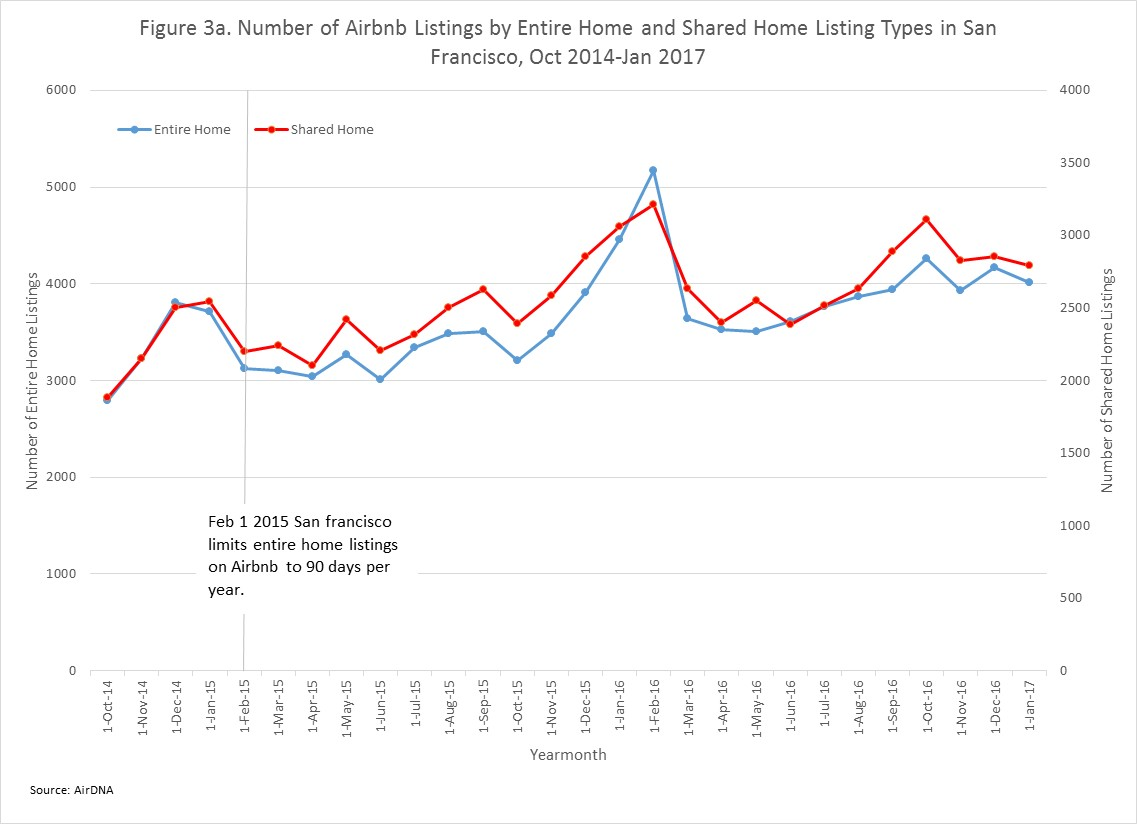 Figure 3a. Number of Airbnb Listings by Entire Home and Shared Home Listing Types in San
Francisco, Oct 2014-Jan 2017
Number of Entire Home Listings
6000
5000
4000
3000
2000
1000
0
Entire Home
Shared Home
Feb 1 2015 San francisco
limits entire home listings
on Airbnb to 90 days per
year.
4000
3500
3000
2500
2000
1500
1000
500
0
Number of Shared Home Listings
1-Oct-14
1-Nov-14
1-Dec-14
1-Jan-15
1-Feb-15
1-Mar-15
1-Apr-15
1-May-15
1-Jun-15
1-Jul-15
1-Aug-15
1-Sep-15
1-Oct-15
1-Nov-15
1-Dec-15
1-Jan-16
1-Feb-16
1-Mar-16
1-Apr-16
1-May-16
1-Jun-16
1-Jul-16
1-Aug-16
1-Sep-16
1-Oct-16
1-Nov-16
1-Dec-16
1-Jan-17
Yearmonth
Source: AirDNA